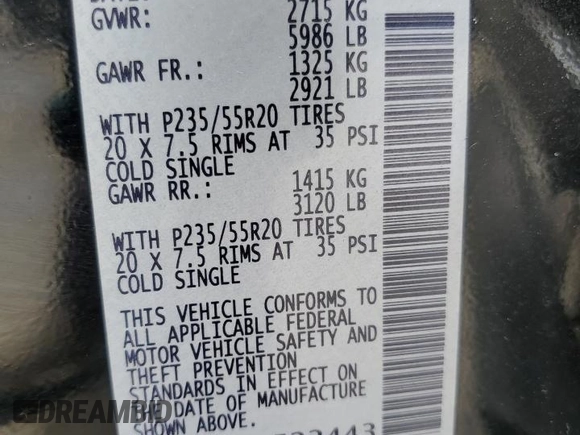 GVWR: 2715 KG
5986 LB
GAWR FR.: 1325 KG
2921 LB
WITH P235/55R20 TIRES
20 X 7.5 RIMS AT 35 PSI
COLD SINGLE
GAWR RR.: 1415 KG
3120 LB
WITH P235/55R20 TIRES
20 X 7.5 RIMS AT 35 PSI
COLD SINGLE
THIS VEHICLE CONFORMS TO
ALL APPLICABLE FEDERAL
MOTOR VEHICLE SAFETY AND
THEFT PREVENTION
STANDARDS IN EFFECT ON
THE DATE OF MANUFACTURE
SHOWN ABOVE.
DREAMBID